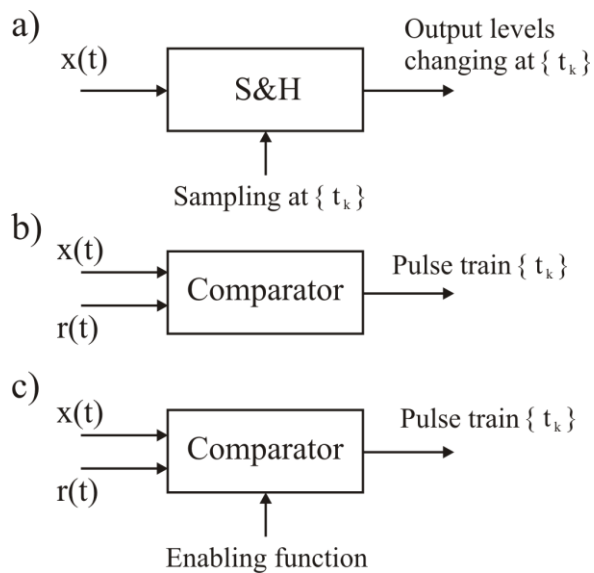 a)
x(t)
S&H
Output levels
changing at { t_k }
Sampling at { t_k }
b)
x(t)
r(t)
Comparator
Pulse train { t_k }
c)
x(t)
r(t)
Comparator
Pulse train { t_k }
Enabling function